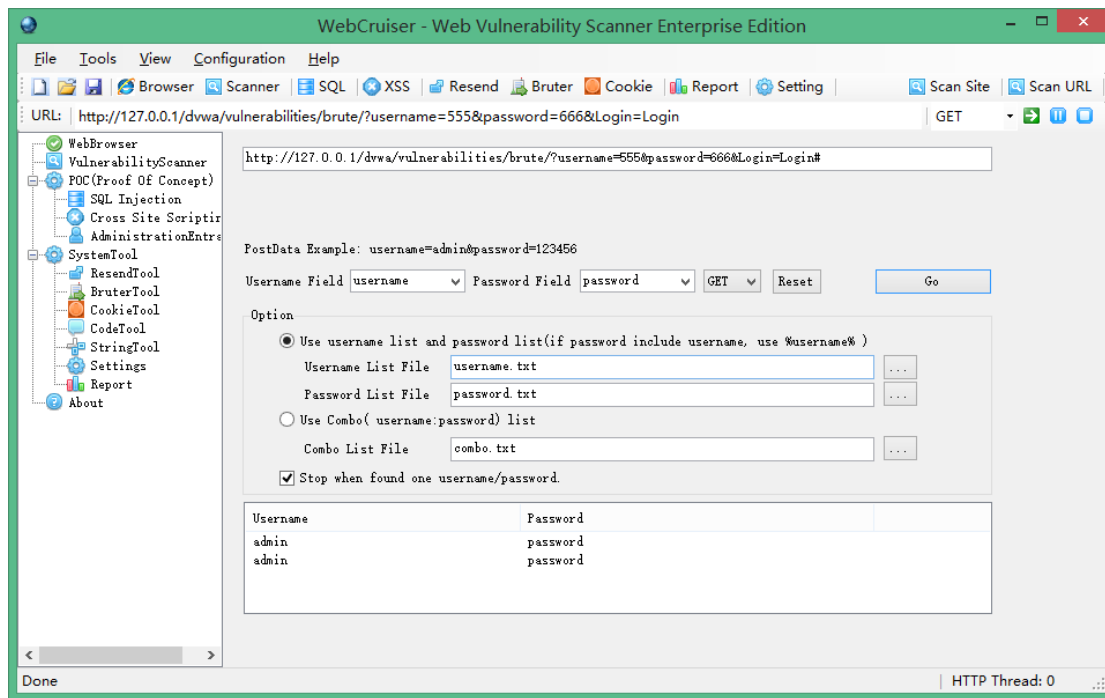 WebCruiser - Web Vulnerability Scanner Enterprise Edition
File Tools View Configuration Help
Browser Scanner SQL XSS Resend Bruter Cookie Report Setting Scan Site Scan URL
URL: http://127.0.0.1/dvwa/vulnerabilities/brute/?username=555&password=666&Login=Login GET
WebBrowser
VulnerabilityScanner
POC(Proof Of Concept)
SQL Injection
Cross Site Scriptin
AdministrationEntra
SystemTool
ResendTool
BruterTool
CookieTool
CodeTool
StringTool
Settings
Report
About
http://127.0.0.1/dvwa/vulnerabilities/brute/?username=555&password=666&Login=Login#
PostData Example: username=admin&password=123456
Username Field username Password Field password GET Reset Go
Option
Use username list and password list(if password include username, use %username% )
Username List File username.txt ...
Password List File password.txt ...
Use Combo( username:password) list
Combo List File combo.txt ...
Stop when found one username/password.
Username Password
admin password
admin password
Done HTTP Thread: 0